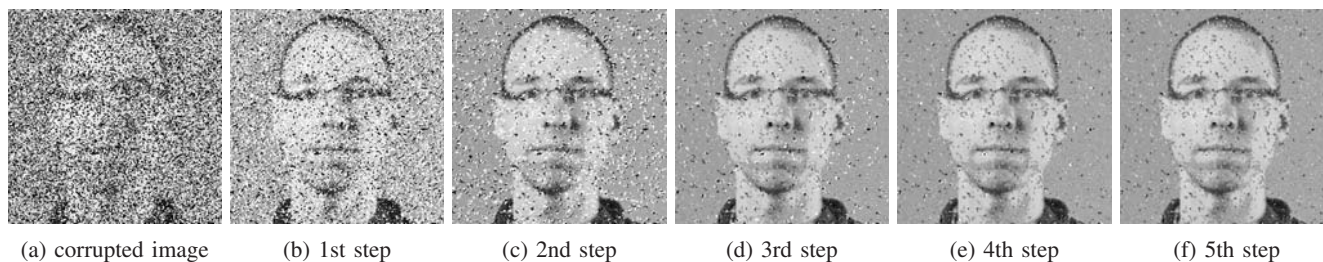 (a) corrupted image (b) 1st step (c) 2nd step (d) 3rd step (e) 4th step (f) 5th step